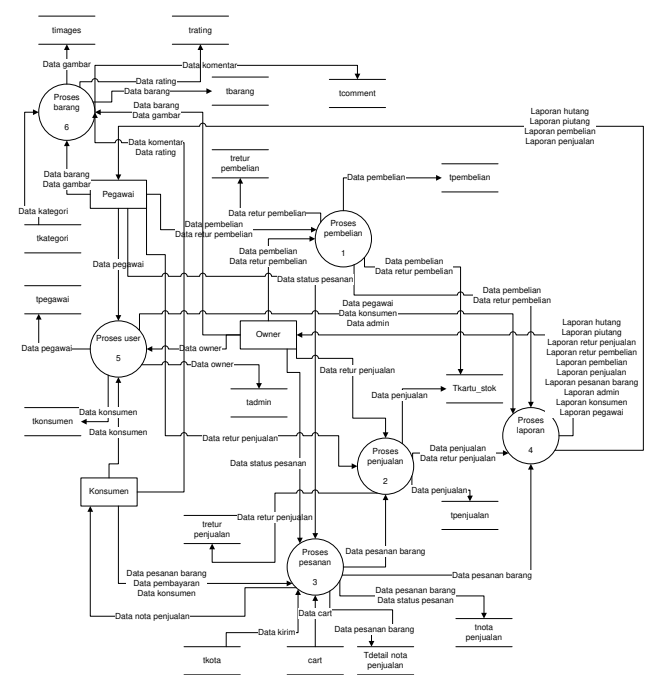 timages
trating
Data gambar
Data komentar
Data rating
Data barang
tbarang
tcomment
Proses
barang
6
Data barang
Data gambar
Laporan hutang
Laporan piutang
Laporan pembelian
Laporan penjualan
Data komentar
Data rating
tretur
pembelian
Data pembelian
tpembelian
Data barang
Data gambar
Pegawai
Data kategori
tkategori
Data retur pembelian
Data pembelian
Data retur pembelian
Proses
pembelian
1
Data pembelian
Data retur pembelian
Data pegawai
Data status pesanan
Data pembelian
Data retur pembelian
Data pembelian
Data retur pembelian
tpegawai
Data pegawai
Data konsumen
Data admin
Owner
Proses user
5
Data pegawai
Data owner
Data owner
Laporan hutang
Laporan piutang
Laporan retur penjualan
Laporan retur pembelian
Laporan pembelian
Laporan penjualan
Laporan pesanan barang
Laporan admin
Laporan konsumen
Laporan pegawai
Data retur penjualan
tadmin
Data penjualan
Tkartu_stok
tkonsumen
Data konsumen
Data konsumen
Data retur penjualan
Data status pesanan
Proses
penjualan
2
Data penjualan
Data retur penjualan
Proses
laporan
4
Konsumen
Data penjualan
tpenjualan
tretur
penjualan
Data retur penjualan
Proses
pesanan
3
Data pesanan barang
Data pesanan barang
Data pesanan barang
Data pembayaran
Data konsumen
Data nota penjualan
Data cart
Data pesanan barang
Data status pesanan
tnota
penjualan
Data kirim
Data pesanan barang
tkota
cart
Tdetail nota
penjualan